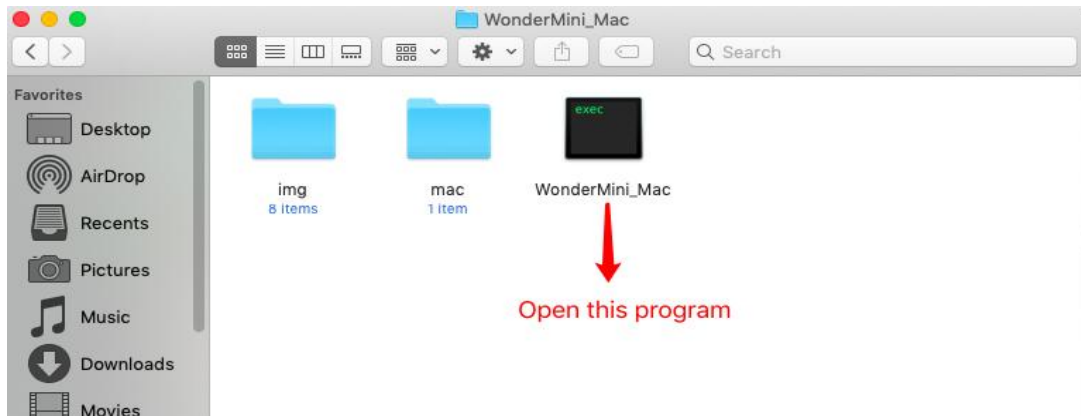 WonderMini_Mac
Search
Favorites
Desktop
AirDrop
Recents
Pictures
Music
Downloads
Movies
exec
img
8 items
mac
1 item
WonderMini_Mac
Open this program